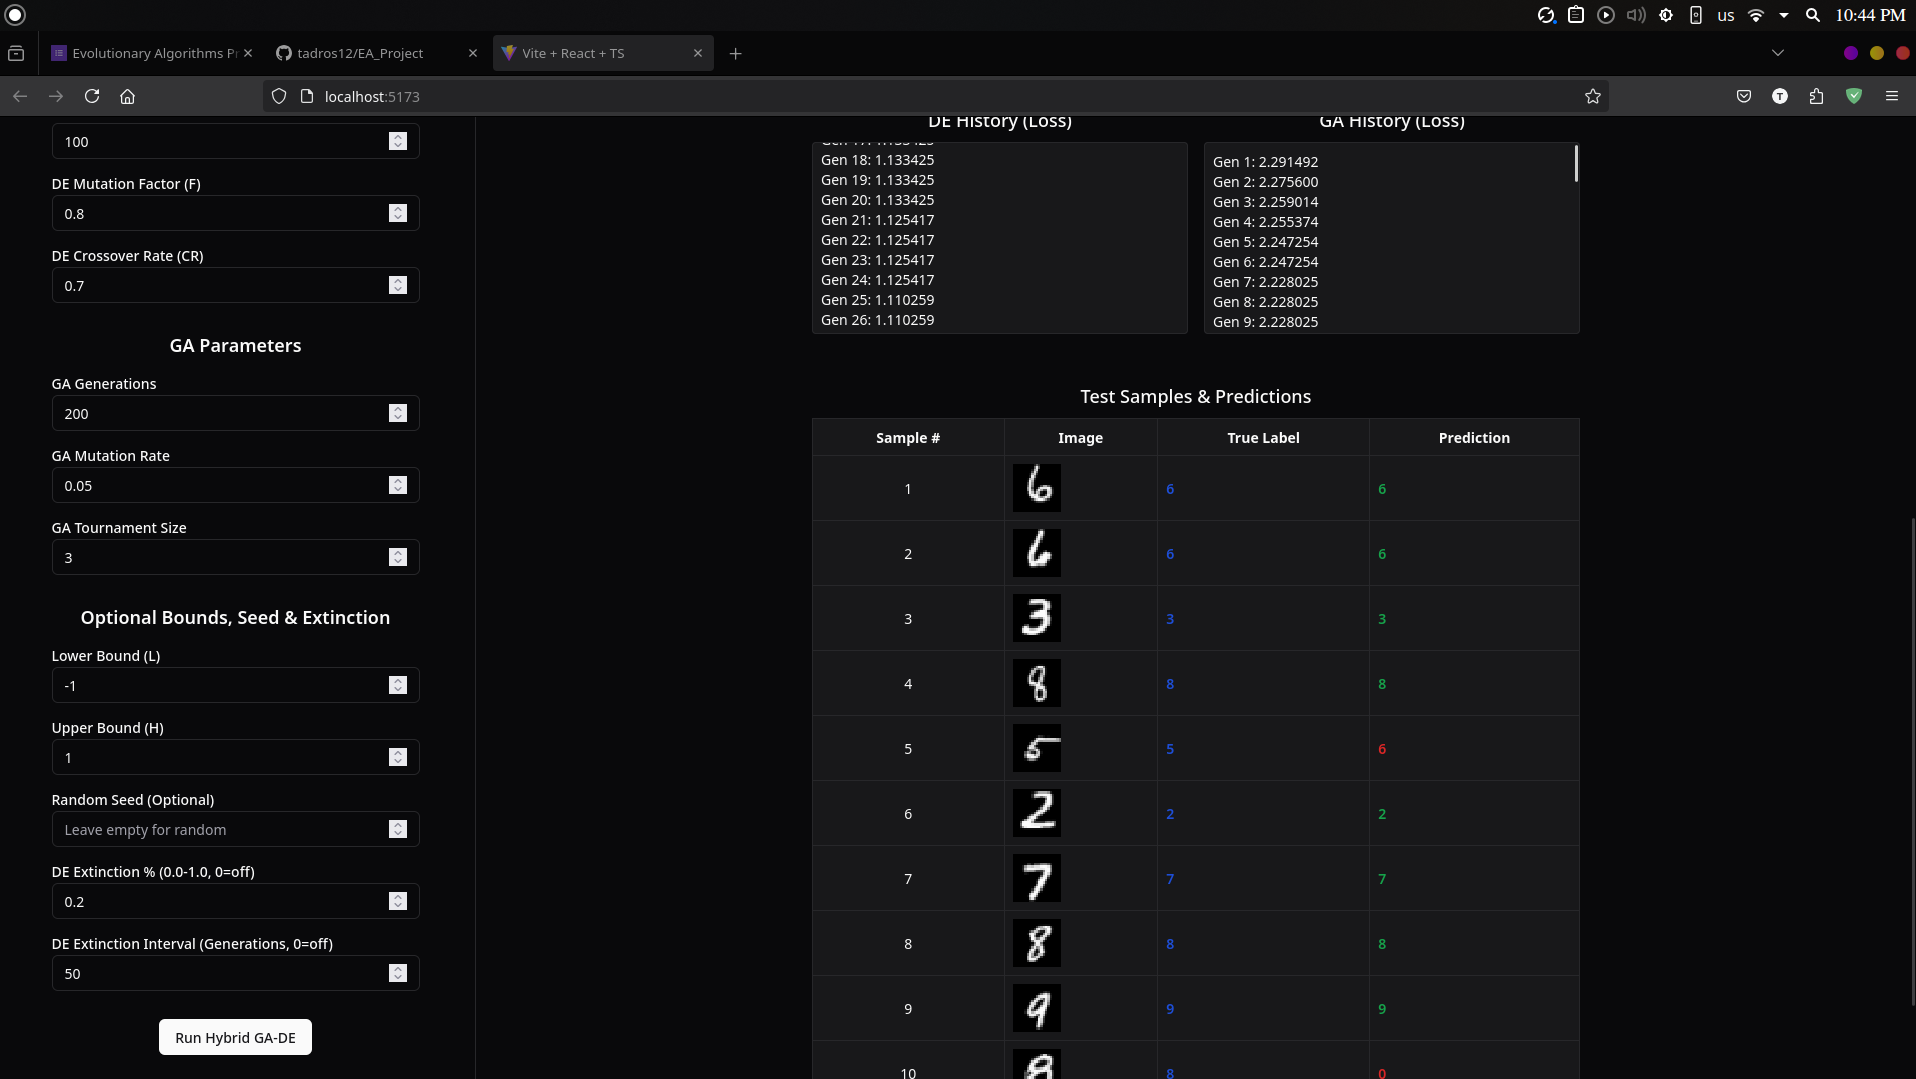 us
10:44 PM
Evolutionary Algorithms Pr
tadros12/EA_Project
Vite + React + TS
localhost:5173
T
100
DE Mutation Factor (F)
0.8
DE Crossover Rate (CR)
0.7
GA Parameters
GA Generations
200
GA Mutation Rate
0.05
GA Tournament Size
3
Optional Bounds, Seed & Extinction
Lower Bound (L)
-1
Upper Bound (H)
1
Random Seed (Optional)
Leave empty for random
DE Extinction % (0.0-1.0, 0=off)
0.2
DE Extinction Interval (Generations, 0=off)
50
Run Hybrid GA-DE
DE History (Loss)
Gen 17: 1.133425
Gen 18: 1.133425
Gen 19: 1.133425
Gen 20: 1.133425
Gen 21: 1.125417
Gen 22: 1.125417
Gen 23: 1.125417
Gen 24: 1.125417
Gen 25: 1.110259
Gen 26: 1.110259
GA History (Loss)
Gen 1: 2.291492
Gen 2: 2.275600
Gen 3: 2.259014
Gen 4: 2.255374
Gen 5: 2.247254
Gen 6: 2.247254
Gen 7: 2.228025
Gen 8: 2.228025
Gen 9: 2.228025
Test Samples & Predictions
Sample # Image True Label Prediction
1 6 6 6
2 6 6 6
3 3 3 3
4 8 8 8
5 5 5 6
6 2 2 2
7 7 7 7
8 8 8 8
9 9 9 9
10 8 8 0